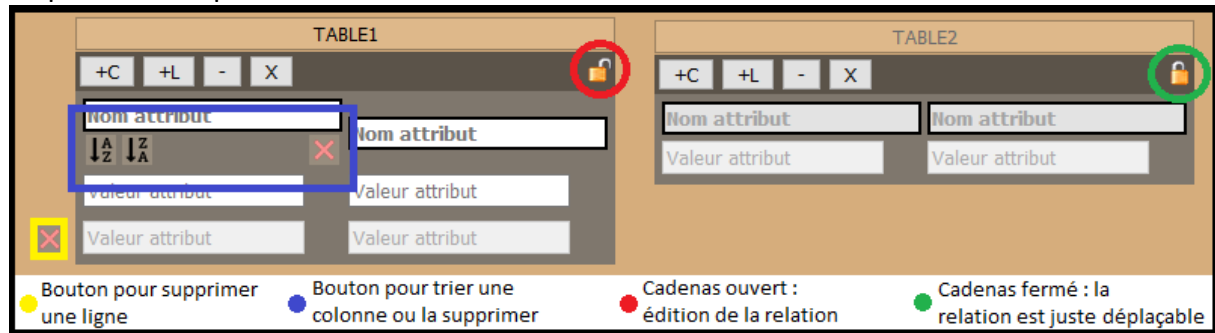 TABLE1
TABLE2
+C +L - X
+C +L - X
Nom attribut
Nom attribut
Nom attribut
Nom attribut
A
Z
Z
A
Valeur attribut
Valeur attribut
Valeur attribut
Valeur attribut
Valeur attribut
Valeur attribut
Bouton pour supprimer
une ligne
Bouton pour trier une
colonne ou la supprimer
Cadenas ouvert :
édition de la relation
Cadenas fermé : la
relation est juste déplaçable